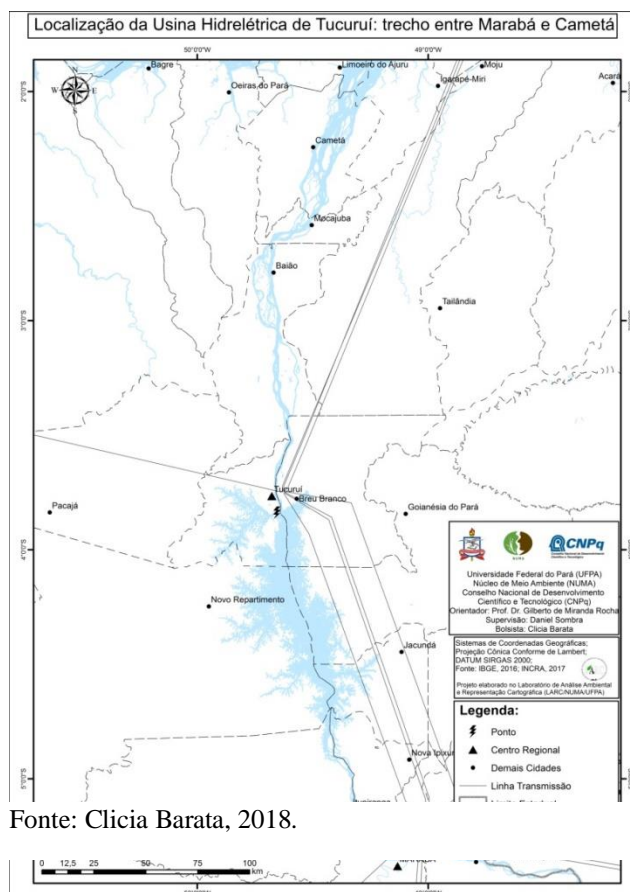 Localização da Usina Hidrelétrica de Tucuruí: trecho entre Marabá e Cametá
50°0'0"W
49°0'0"W
Bagre
Limoeiro do Ajuru
Moju
Igarapé-Miri
Acará
N
W
E
S
Oeiras do Pará
2°0'0"S
Cametá
Mocajuba
Baião
Tailândia
3°0'0"S
Tucuruí
Breu Branco
Pacajá
Goianésia do Pará
4°0'0"S
Novo Repartimento
Jacundá
5°0'0"S
CNPq
Universidade Federal do Pará (UFPA)
Núcleo de Meio Ambiente (NUMA)
Conselho Nacional de Desenvolvimento
Científico e Tecnológico (CNPq)
Orientador: Prof. Dr. Gilberto de Miranda Rocha
Supervisão: Daniel Sombra
Bolsista: Clicia Barata
Sistemas de Coordenadas Geográficas;
Projeção Cônica Conforme de Lambert;
DATUM SIRGAS 2000;
Fonte: IBGE, 2016; INCRA, 2017
Projeto elaborado no Laboratório de Análise Ambiental
e Representação Cartográfica (LARC/NUMA/UFPA)
Legenda:
Ponto
Centro Regional
Demais Cidades
Linha Transmissão
Fonte: Clicia Barata, 2018.
0 12,5 25 50 75 100
km